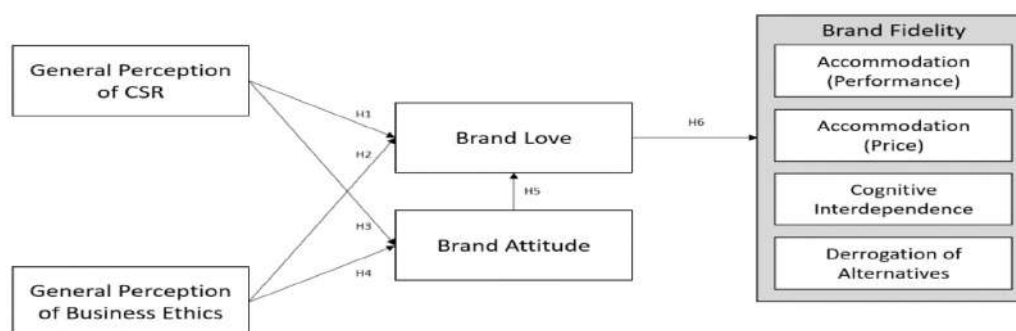 Brand Fidelity
General Perception
of CSR
Accommodation
(Performance)
H1
Brand Love
H6
Accommodation
(Price)
H2
H5
Cognitive
Interdependence
H3
Brand Attitude
H4
Derrogation of
Alternatives
General Perception
of Business Ethics